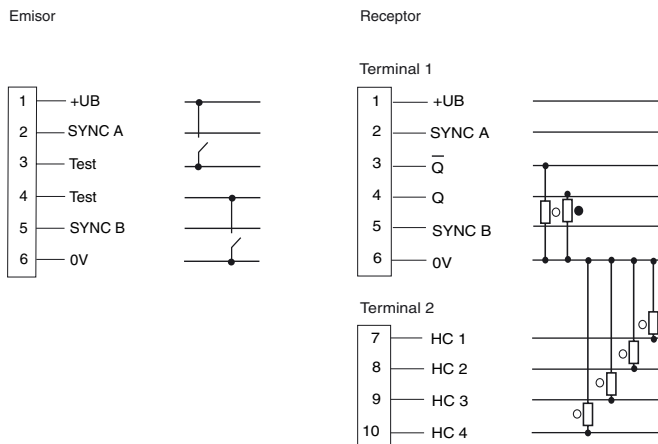 Emisor
1 +UB
2 SYNC A
3 Test
4 Test
5 SYNC B
6 0V
Receptor
Terminal 1
1 +UB
2 SYNC A
3 Q̅
4 Q
5 SYNC B
6 0V
Terminal 2
7 HC 1
8 HC 2
9 HC 3
10 HC 4